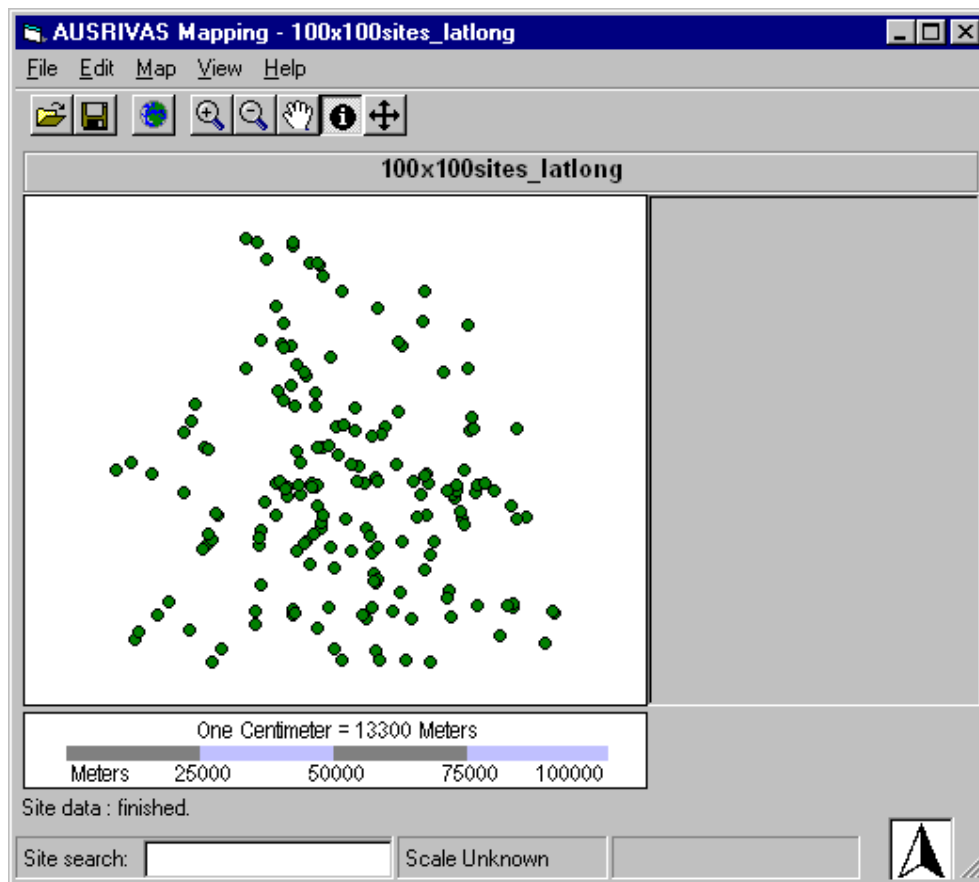 AUSRIVAS Mapping - 100x100sites_latlong
File Edit Map View Help
100x100sites_latlong
One Centimeter = 13300 Meters
Meters 25000 50000 75000 100000
Site data : finished.
Site search: Scale Unknown